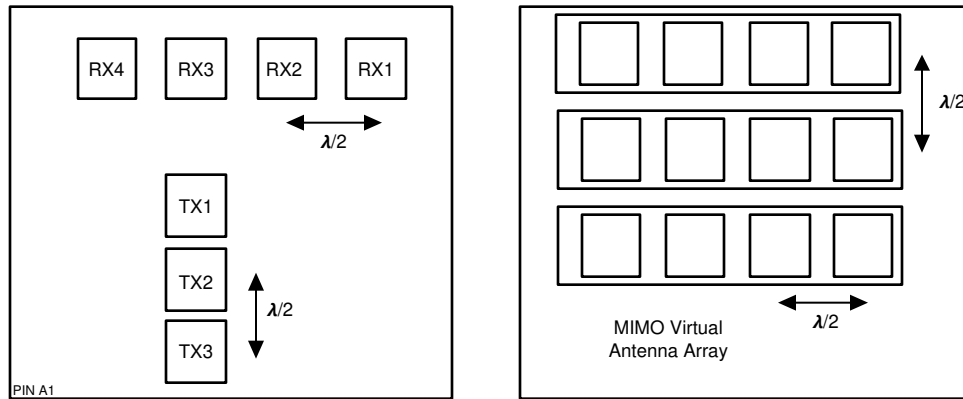 RX4 RX3 RX2 RX1
λ/2
TX1
TX2
λ/2
TX3
PIN A1
λ/2
λ/2
MIMO Virtual
Antenna Array